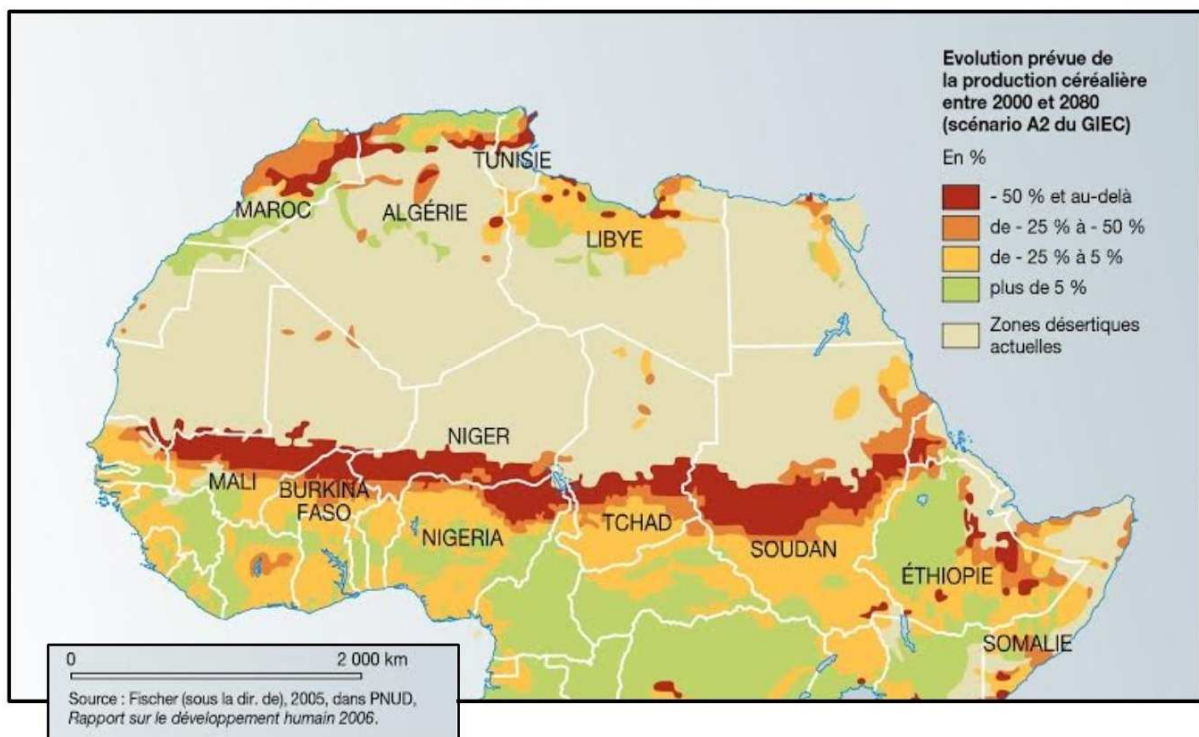 Evolution prévue de
la production céréalière
entre 2000 et 2080
(scénario A2 du GIEC)
En %
- 50 % et au-delà
de - 25 % à - 50 %
de - 25 % à 5 %
plus de 5 %
Zones désertiques
actuelles
TUNISIE
MAROC
ALGÉRIE
LIBYE
NIGER
MALI
BURKINA
FASO
NIGERIA
TCHAD
SOUDAN
ÉTHIOPIE
SOMALIE
0 2 000 km
Source : Fischer (sous la dir. de), 2005, dans PNUD,
Rapport sur le développement humain 2006.